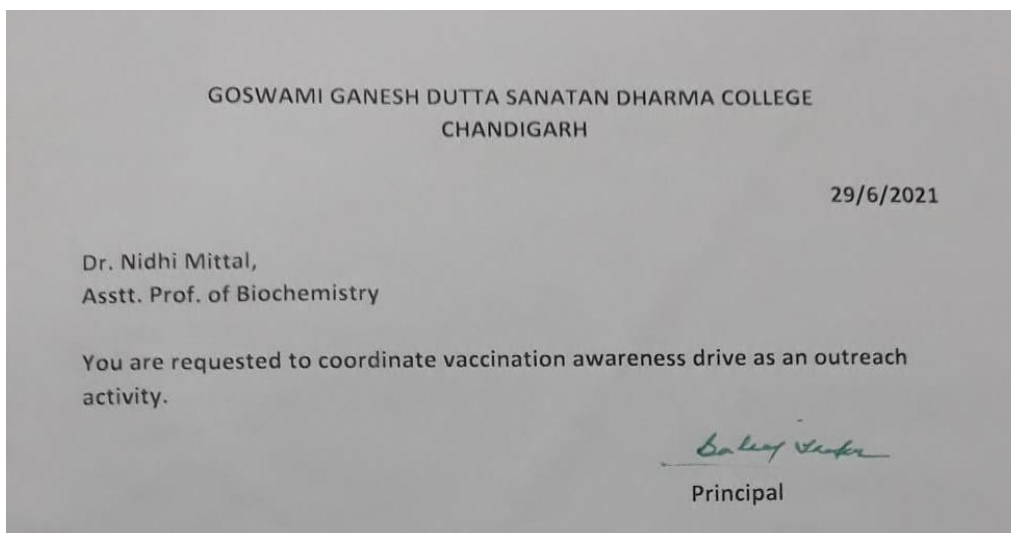 GOSWAMI GANESH DUTTA SANATAN DHARMA COLLEGE
CHANDIGARH
29/6/2021
Dr. Nidhi Mittal,
Asstt. Prof. of Biochemistry
You are requested to coordinate vaccination awareness drive as an outreach
activity.
Principal